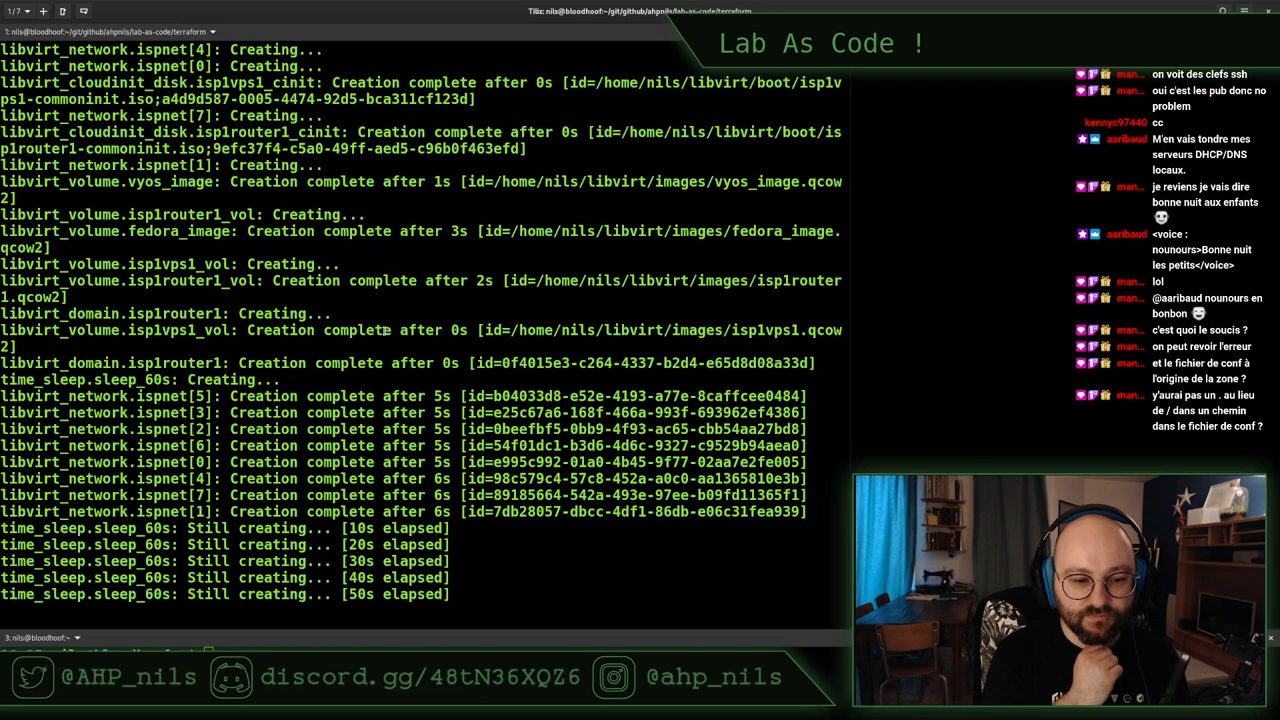 1/7
Tilix: nils@bloodhoof:~/git/github/ahpnils/lab-as-code/terraform
1: nils@bloodhoof:~/git/github/ahpnils/lab-as-code/terraform
libvirt_network.ispnet[4]: Creating...
libvirt_network.ispnet[0]: Creating...
libvirt_cloudinit_disk.isp1vps1_cinit: Creation complete after 0s [id=/home/nils/libvirt/boot/isp1v
ps1-commoninit.iso;a4d9d587-0005-4474-92d5-bca311cf123d]
libvirt_network.ispnet[7]: Creating...
libvirt_cloudinit_disk.isp1router1_cinit: Creation complete after 0s [id=/home/nils/libvirt/boot/is
p1router1-commoninit.iso;9efc37f4-c5a0-49ff-aed5-c96b0f463efd]
libvirt_network.ispnet[1]: Creating...
libvirt_volume.vyos_image: Creation complete after 1s [id=/home/nils/libvirt/images/vyos_image.qcow
2]
libvirt_volume.isp1router1_vol: Creating...
libvirt_volume.fedora_image: Creation complete after 3s [id=/home/nils/libvirt/images/fedora_image.
qcow2]
libvirt_volume.isp1vps1_vol: Creating...
libvirt_volume.isp1router1_vol: Creation complete after 2s [id=/home/nils/libvirt/images/isp1router
1.qcow2]
libvirt_domain.isp1router1: Creating...
libvirt_volume.isp1vps1_vol: Creation complete after 0s [id=/home/nils/libvirt/images/isp1vps1.qcow
2]
libvirt_domain.isp1router1: Creation complete after 0s [id=0f4015e3-c264-4337-b2d4-e65d8d08a33d]
time_sleep.sleep_60s: Creating...
libvirt_network.ispnet[5]: Creation complete after 5s [id=b04033d8-e52e-4193-a77e-8caffcee0484]
libvirt_network.ispnet[3]: Creation complete after 5s [id=e25c67a6-168f-466a-993f-693962ef4386]
libvirt_network.ispnet[2]: Creation complete after 5s [id=0beefbf5-0bb9-4f93-ac65-cbb54aa27bd8]
libvirt_network.ispnet[6]: Creation complete after 5s [id=54f01dc1-b3d6-4d6c-9327-c9529b94aea0]
libvirt_network.ispnet[0]: Creation complete after 5s [id=e995c992-01a0-4b45-9f77-02aa7e2fe005]
libvirt_network.ispnet[4]: Creation complete after 6s [id=98c579c4-57c8-452a-a0c0-aa1365810e3b]
libvirt_network.ispnet[7]: Creation complete after 6s [id=89185664-542a-493e-97ee-b09fd11365f1]
libvirt_network.ispnet[1]: Creation complete after 6s [id=7db28057-dbcc-4df1-86db-e06c31fea939]
time_sleep.sleep_60s: Still creating... [10s elapsed]
time_sleep.sleep_60s: Still creating... [20s elapsed]
time_sleep.sleep_60s: Still creating... [30s elapsed]
time_sleep.sleep_60s: Still creating... [40s elapsed]
time_sleep.sleep_60s: Still creating... [50s elapsed]
3: nils@bloodhoof:~
Lab As Code !
man... on voit des clefs ssh
man... oui c'est les pub donc no
problem
kennyc97440 cc
aaribaud M'en vais tondre mes
serveurs DHCP/DNS
locaux.
man... je reviens je vais dire
bonne nuit aux enfants
aaribaud <voice :
nounours>Bonne nuit
les petits</voice>
man... lol
man... @aaribaud nounours en
bonbon
man... c'est quoi le soucis ?
man... on peut revoir l'erreur
man... et le fichier de conf à
l'origine de la zone ?
man... y'aurai pas un . au lieu
de / dans un chemin
dans le fichier de conf ?
@AHP_nils discord.gg/48tN36XQZ6 @ahp_nils